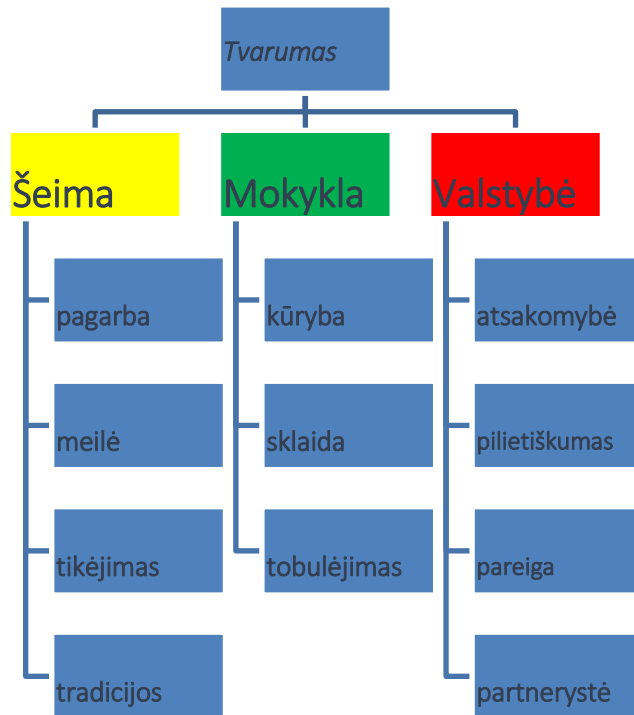 Tvarumas
Šeima
pagarba
meilė
tikėjimas
tradicijos
Mokykla
kūryba
sklaida
tobulėjimas
Valstybė
atsakomybė
pilietiškumas
pareiga
partnerystė